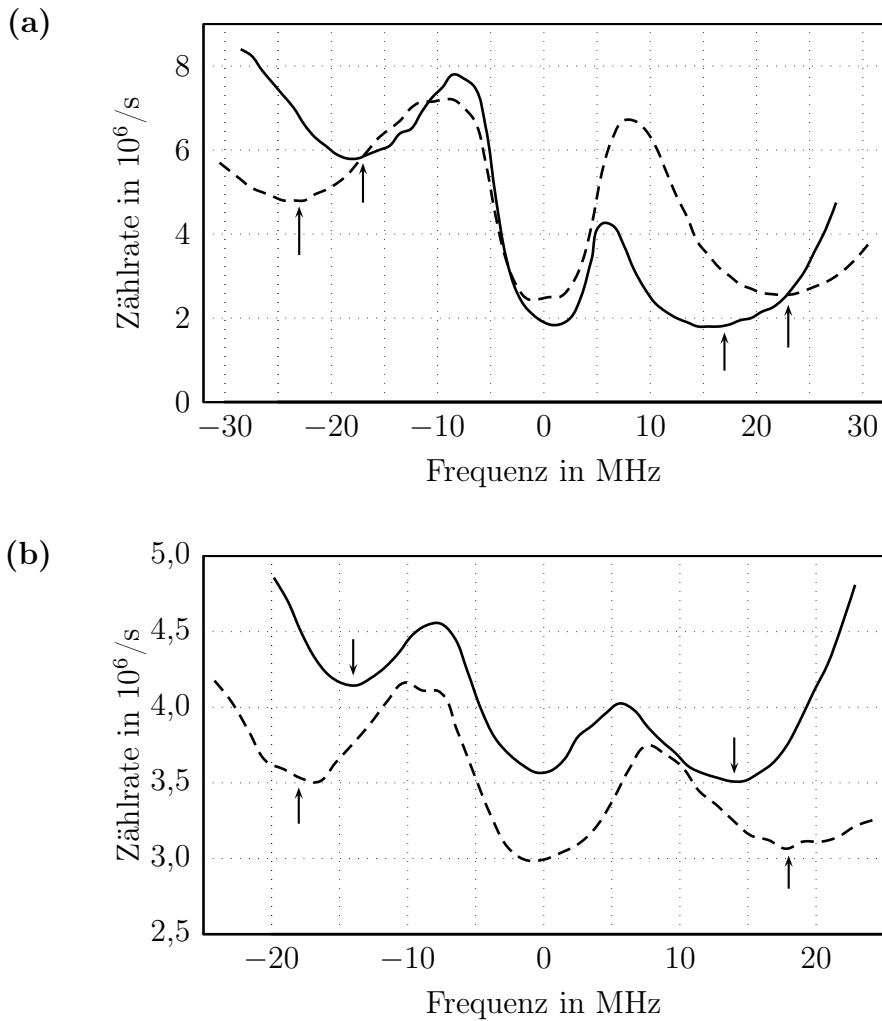 (a)
Zählrate in 10⁶/s
8
6
4
2
0
−30 −20 −10 0 10 20 30
Frequenz in MHz
(b)
Zählrate in 10⁶/s
5,0
4,5
4,0
3,5
3,0
2,5
−20 −10 0 10 20
Frequenz in MHz